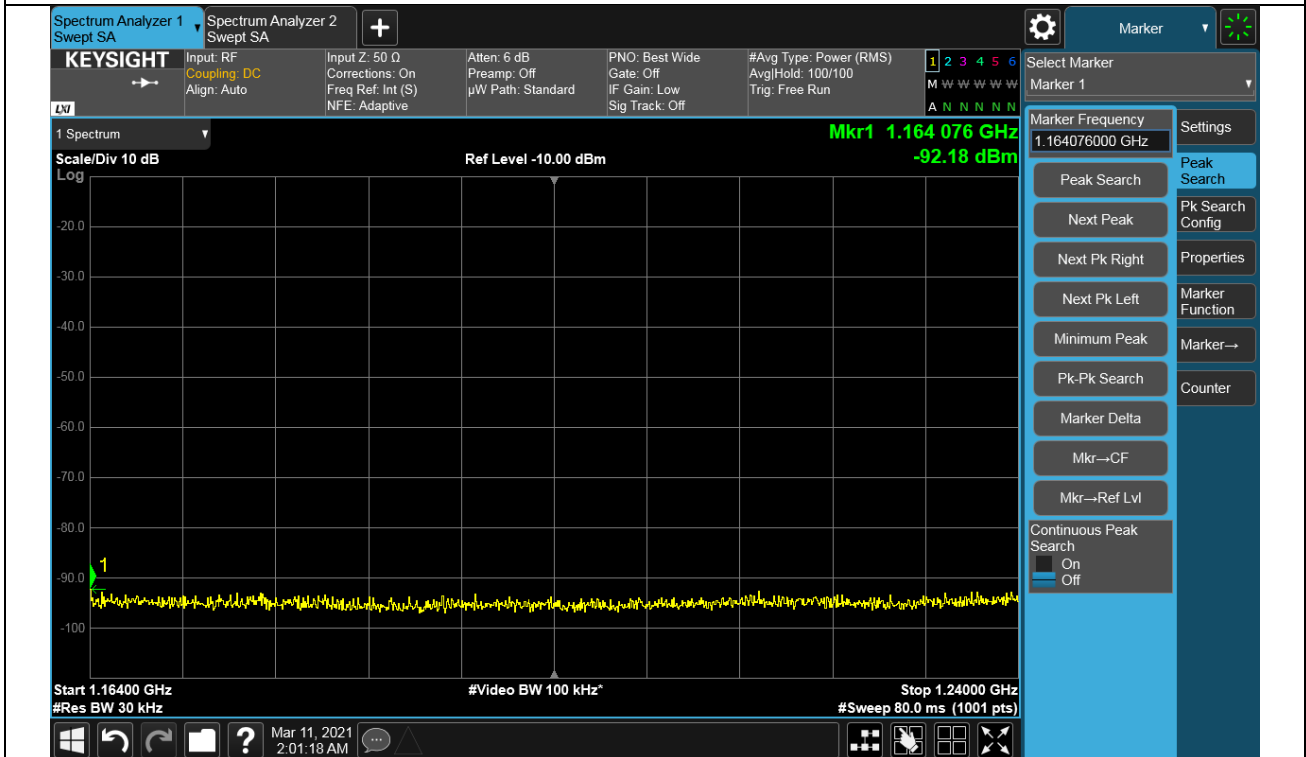 Spectrum Analyzer 1
Swept SA
Spectrum Analyzer 2
Swept SA
Marker
KEYSIGHT
LXI
Input: RF
Coupling: DC
Align: Auto
Input Z: 50 Ω
Corrections: On
Freq Ref: Int (S)
NFE: Adaptive
Atten: 6 dB
Preamp: Off
µW Path: Standard
PNO: Best Wide
Gate: Off
IF Gain: Low
Sig Track: Off
#Avg Type: Power (RMS)
Avg|Hold: 100/100
Trig: Free Run
1 2 3 4 5 6
M W W W W W
A N N N N N
Select Marker
Marker 1
1 Spectrum
Mkr1 1.164 076 GHz
-92.18 dBm
Scale/Div 10 dB
Ref Level -10.00 dBm
Log
-20.0
-30.0
-40.0
-50.0
-60.0
-70.0
-80.0
-90.0
-100
1
Start 1.16400 GHz
#Video BW 100 kHz*
Stop 1.24000 GHz
#Res BW 30 kHz
#Sweep 80.0 ms (1001 pts)
Marker Frequency
1.164076000 GHz
Peak Search
Next Peak
Next Pk Right
Next Pk Left
Minimum Peak
Pk-Pk Search
Marker Delta
Mkr→CF
Mkr→Ref Lvl
Continuous Peak
Search
On
Off
Settings
Peak
Search
Pk Search
Config
Properties
Marker
Function
Marker→
Counter
?
Mar 11, 2021
2:01:18 AM